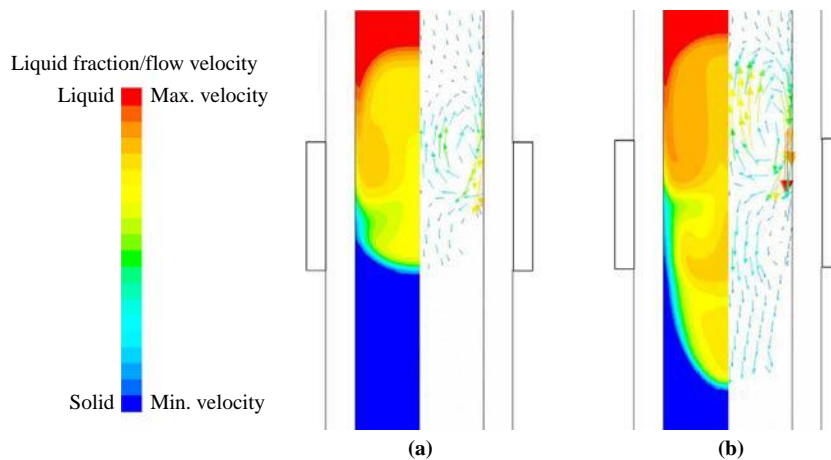 Liquid fraction/flow velocity
Liquid Max. velocity
Solid Min. velocity
(a) (b)